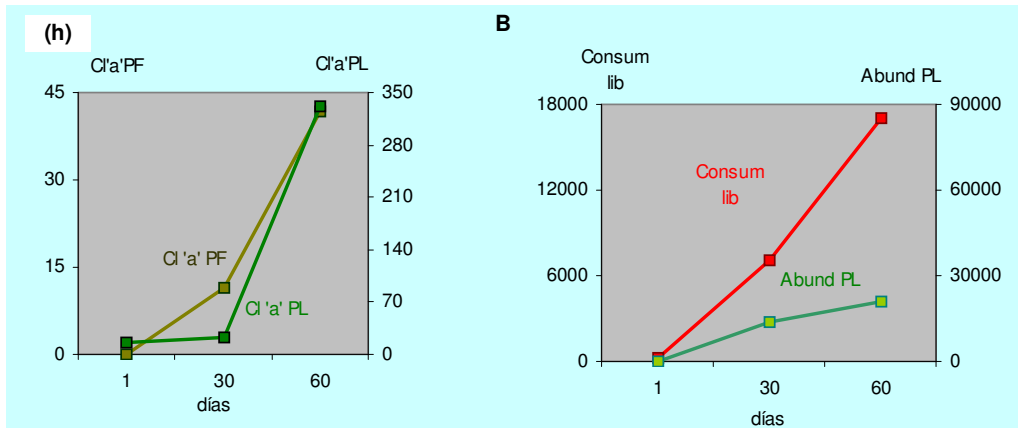 (h)
Cl'a'PF
Cl'a'PL
45
30
15
0
350
280
210
140
70
0
Cl 'a' PF
Cl 'a' PL
1 30 60
días
B
Consum
lib
Abund PL
18000
12000
6000
0
90000
60000
30000
0
Consum
lib
Abund PL
1 30 60
días